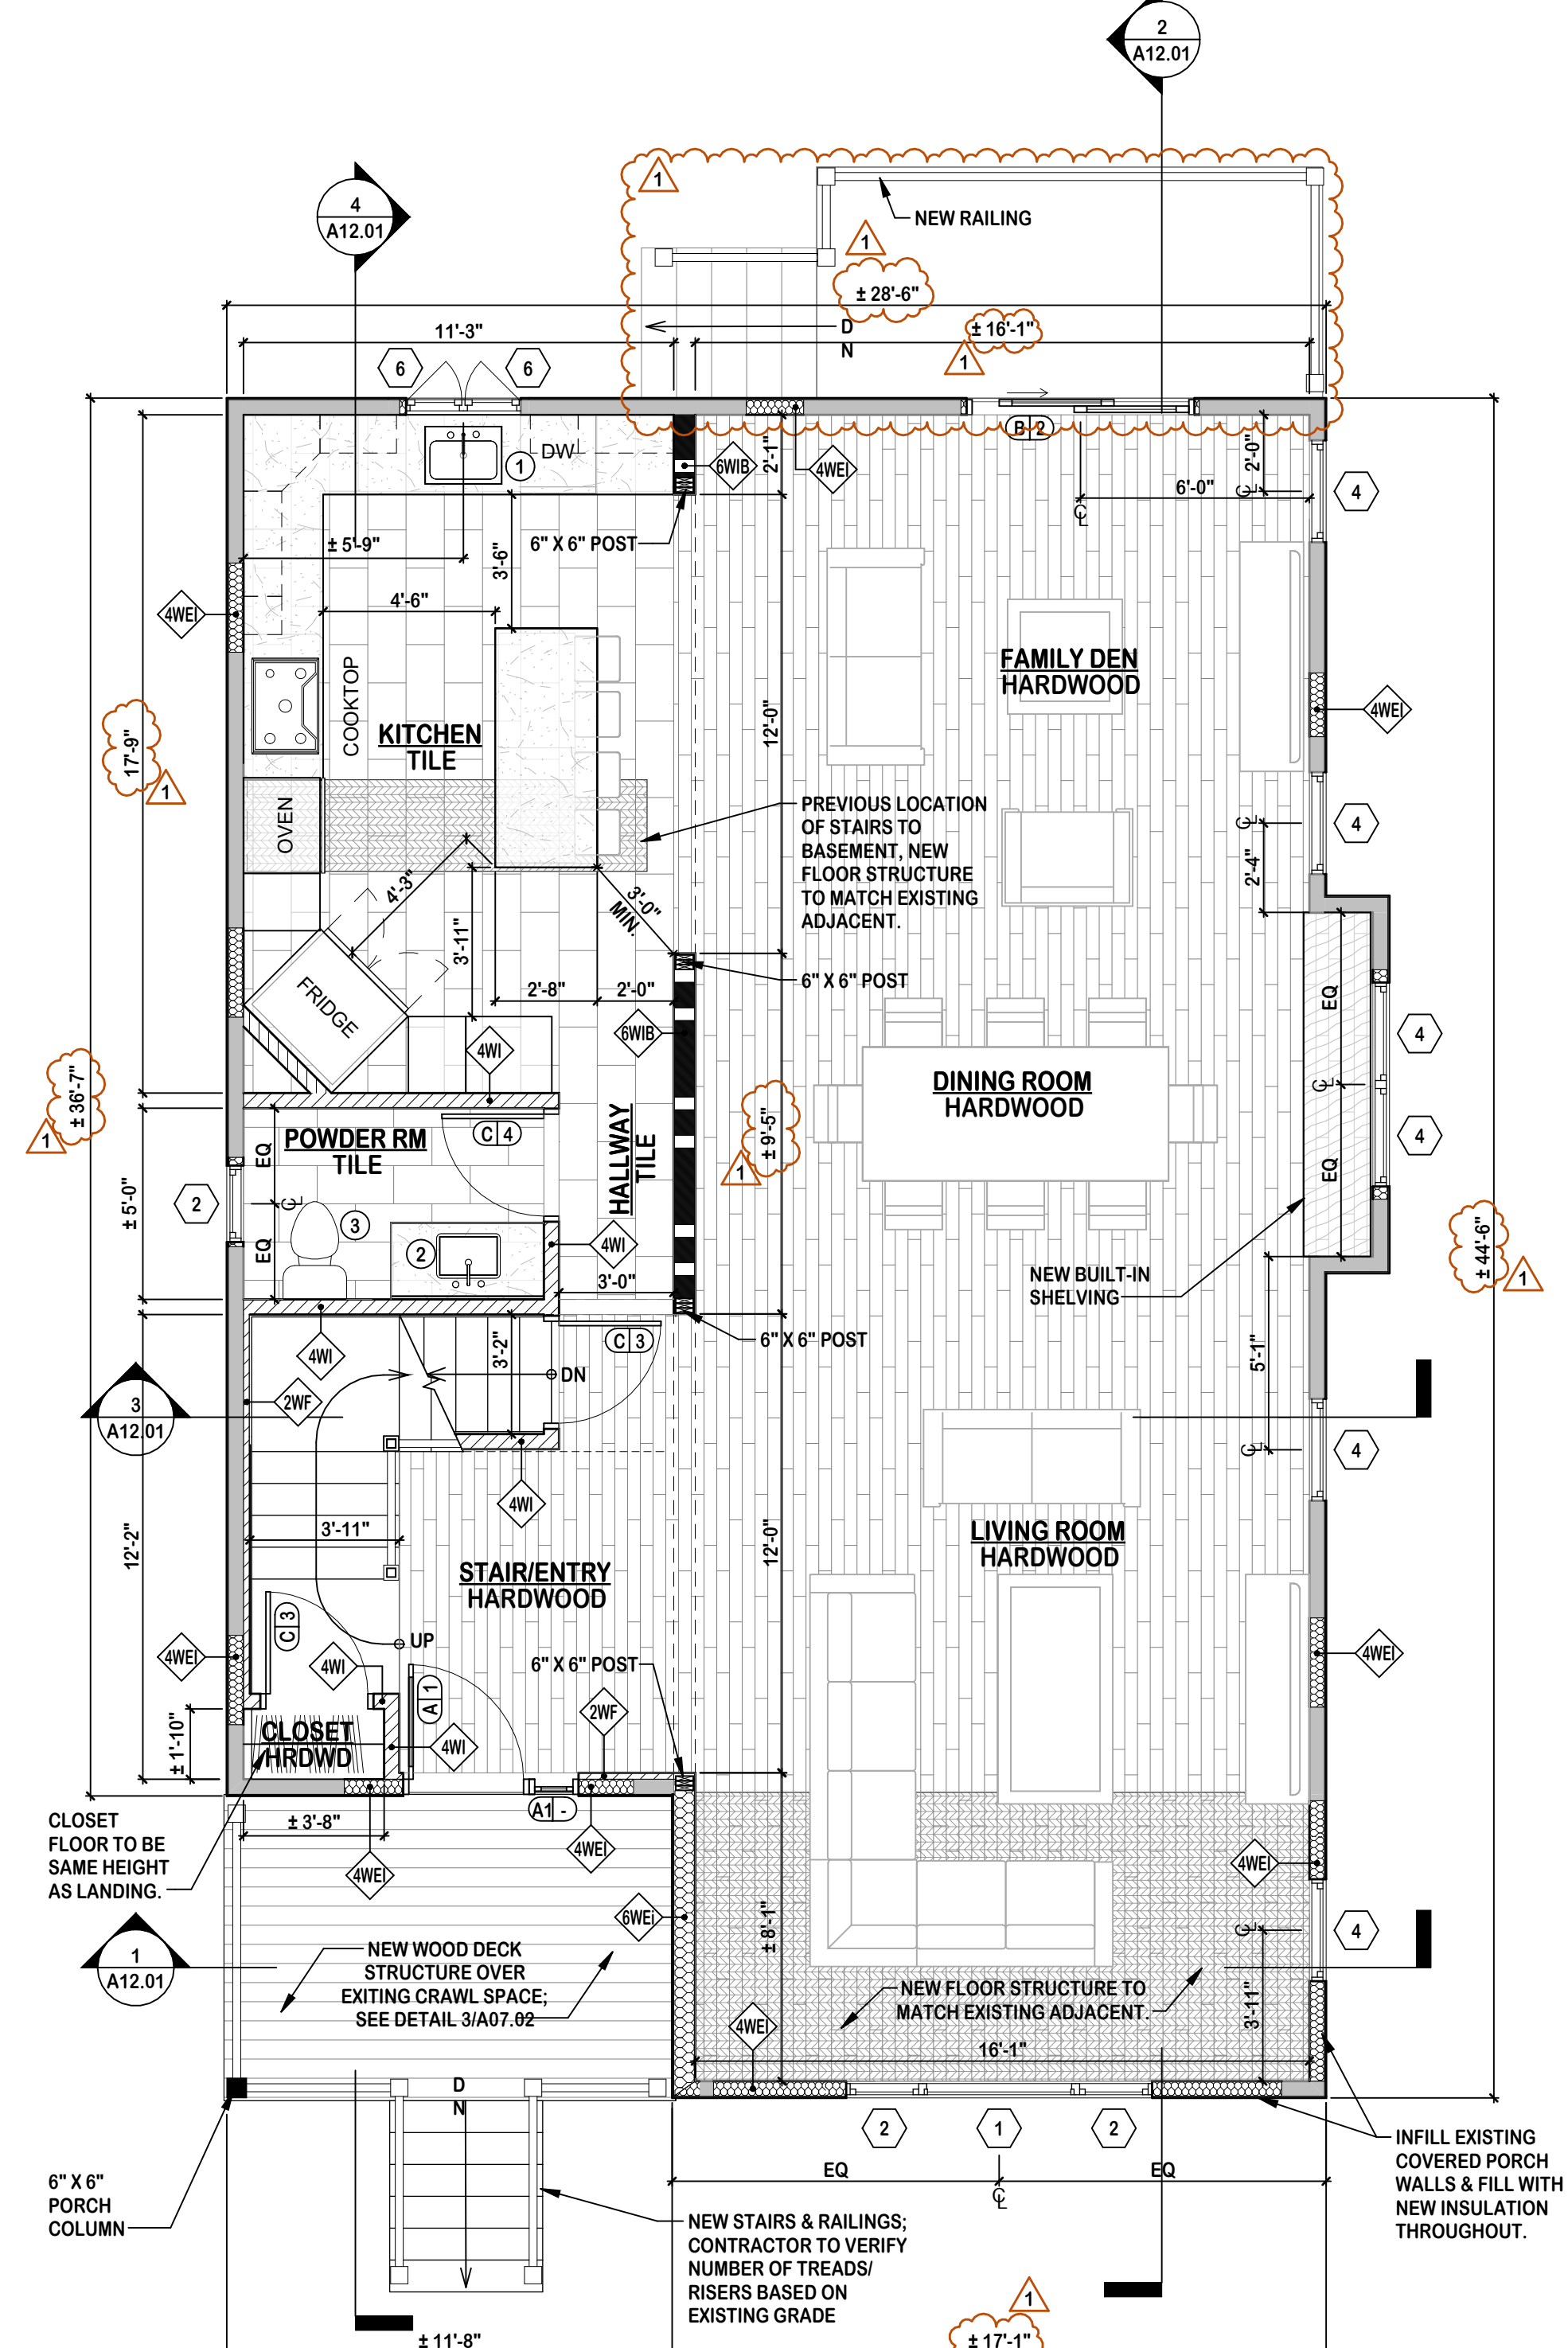 2
A12.01
4
A12.01
1
NEW RAILING
1
± 28'-6"
± 16'-1"
1
D
N
11'-3"
6
6
B 2
DW
1
6WIB
2'-1"
4WEI
2'-0"
6'-0"
CL
CL
4
± 5'-9"
3'-6"
6" X 6" POST
4'-6"
4WEI
COOKTOP
KITCHEN
TILE
12'-0"
FAMILY DEN
HARDWOOD
4WEI
17'-9"
1
OVEN
PREVIOUS LOCATION
OF STAIRS TO
BASEMENT, NEW
FLOOR STRUCTURE
TO MATCH EXISTING
ADJACENT.
CL
4
2'-4"
4'-3"
3'-0"
MIN.
3'-11"
FRIDGE
2'-8"
2'-0"
6" X 6" POST
6WIB
4WI
EQ
4
CL
EQ
4
DINING ROOM
HARDWOOD
± 36'-7"
1
± 9'-5"
1
POWDER RM
TILE
C 4
HALLWAY
TILE
EQ
CL
EQ
2
± 5'-0"
3
2
4WI
3'-0"
NEW BUILT-IN
SHELVING
± 44'-6"
1
6" X 6" POST
C 3
3'-2"
DN
4WI
2WF
3
A12.01
5'-1"
CL
4
4WI
3'-11"
12'-2"
12'-0"
LIVING ROOM
HARDWOOD
STAIR/ENTRY
HARDWOOD
C 3
UP
4WEI
4WI
A 1
6" X 6" POST
2WF
4WEI
± 1'-10"
CLOSET
HRDWD
4WI
A1 -
CLOSET
FLOOR TO BE
SAME HEIGHT
AS LANDING.
± 3'-8"
4WEI
4WEI
4WEI
6WEi
± 8'-1"
CL
4
1
A12.01
NEW WOOD DECK
STRUCTURE OVER
EXITING CRAWL SPACE;
SEE DETAIL 3/A07.02
NEW FLOOR STRUCTURE TO
MATCH EXISTING ADJACENT.
3'-11"
4WEI
16'-1"
D
N
2
1
2
EQ
EQ
CL
6" X 6"
PORCH
COLUMN
INFILL EXISTING
COVERED PORCH
WALLS & FILL WITH
NEW INSULATION
THROUGHOUT.
NEW STAIRS & RAILINGS;
CONTRACTOR TO VERIFY
NUMBER OF TREADS/
RISERS BASED ON
EXISTING GRADE
1
± 11'-8"
± 17'-1"